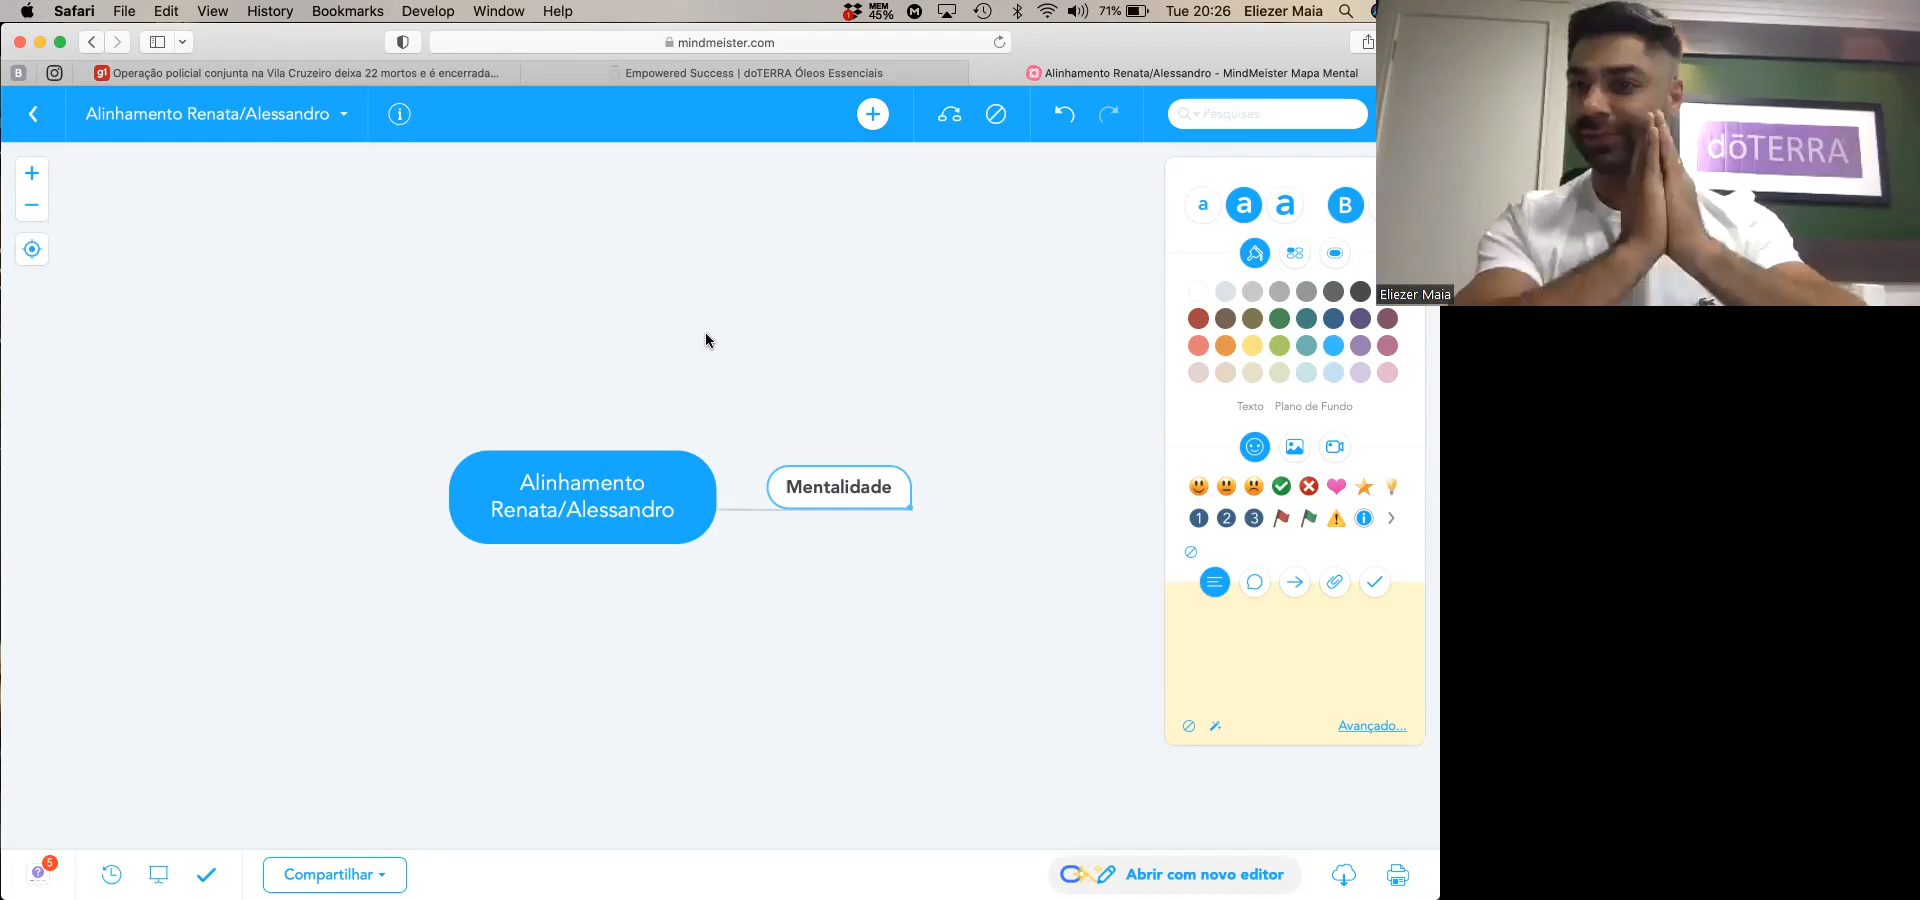 Safari File Edit View History Bookmarks Develop Window Help
MEM
45%
71%
Tue 20:26 Eliezer Maia
mindmeister.com
B
g1 Operação policial conjunta na Vila Cruzeiro deixa 22 mortos e é encerrada...
Empowered Success | doTERRA Óleos Essenciais
Alinhamento Renata/Alessandro - MindMeister Mapa Mental
Alinhamento Renata/Alessandro
Pesquisas
dōTERRA
Eliezer Maia
a a a B
Texto Plano de Fundo
Alinhamento
Renata/Alessandro
Mentalidade
1 2 3
Avançado...
5
Compartilhar
Abrir com novo editor